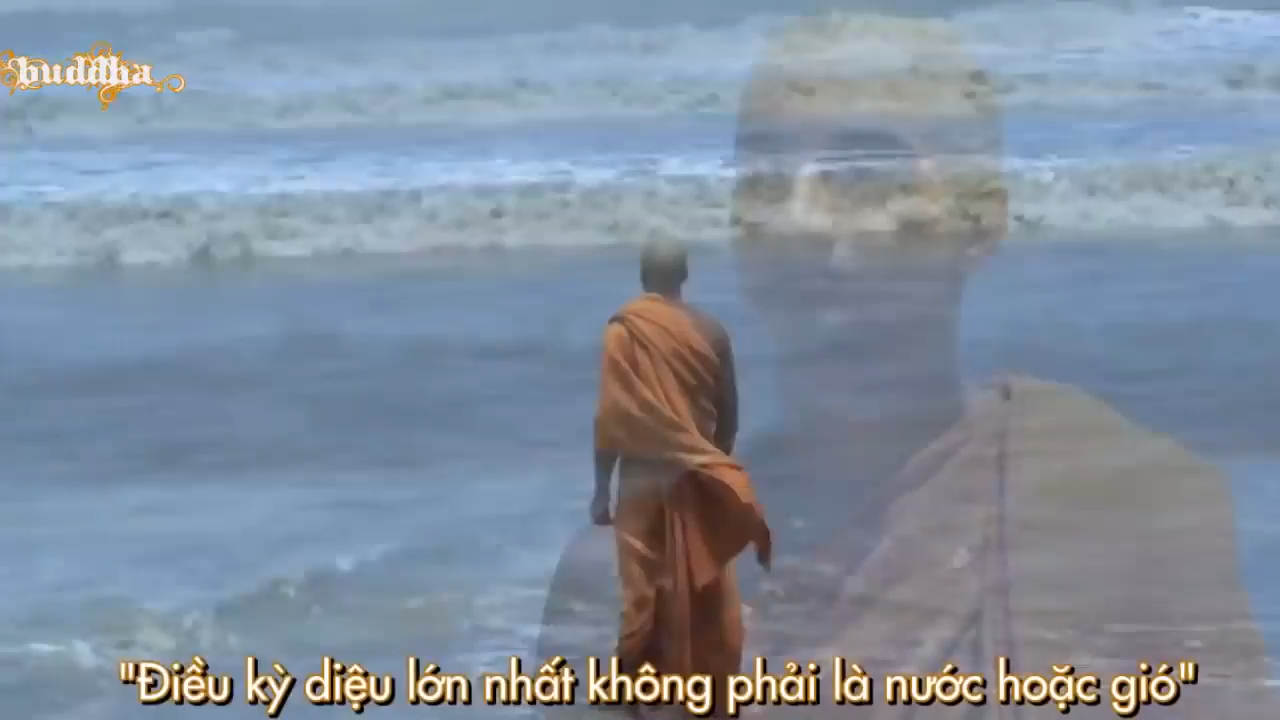 buddha
"Điều kỳ diệu lớn nhất không phải là nước hoặc gió"